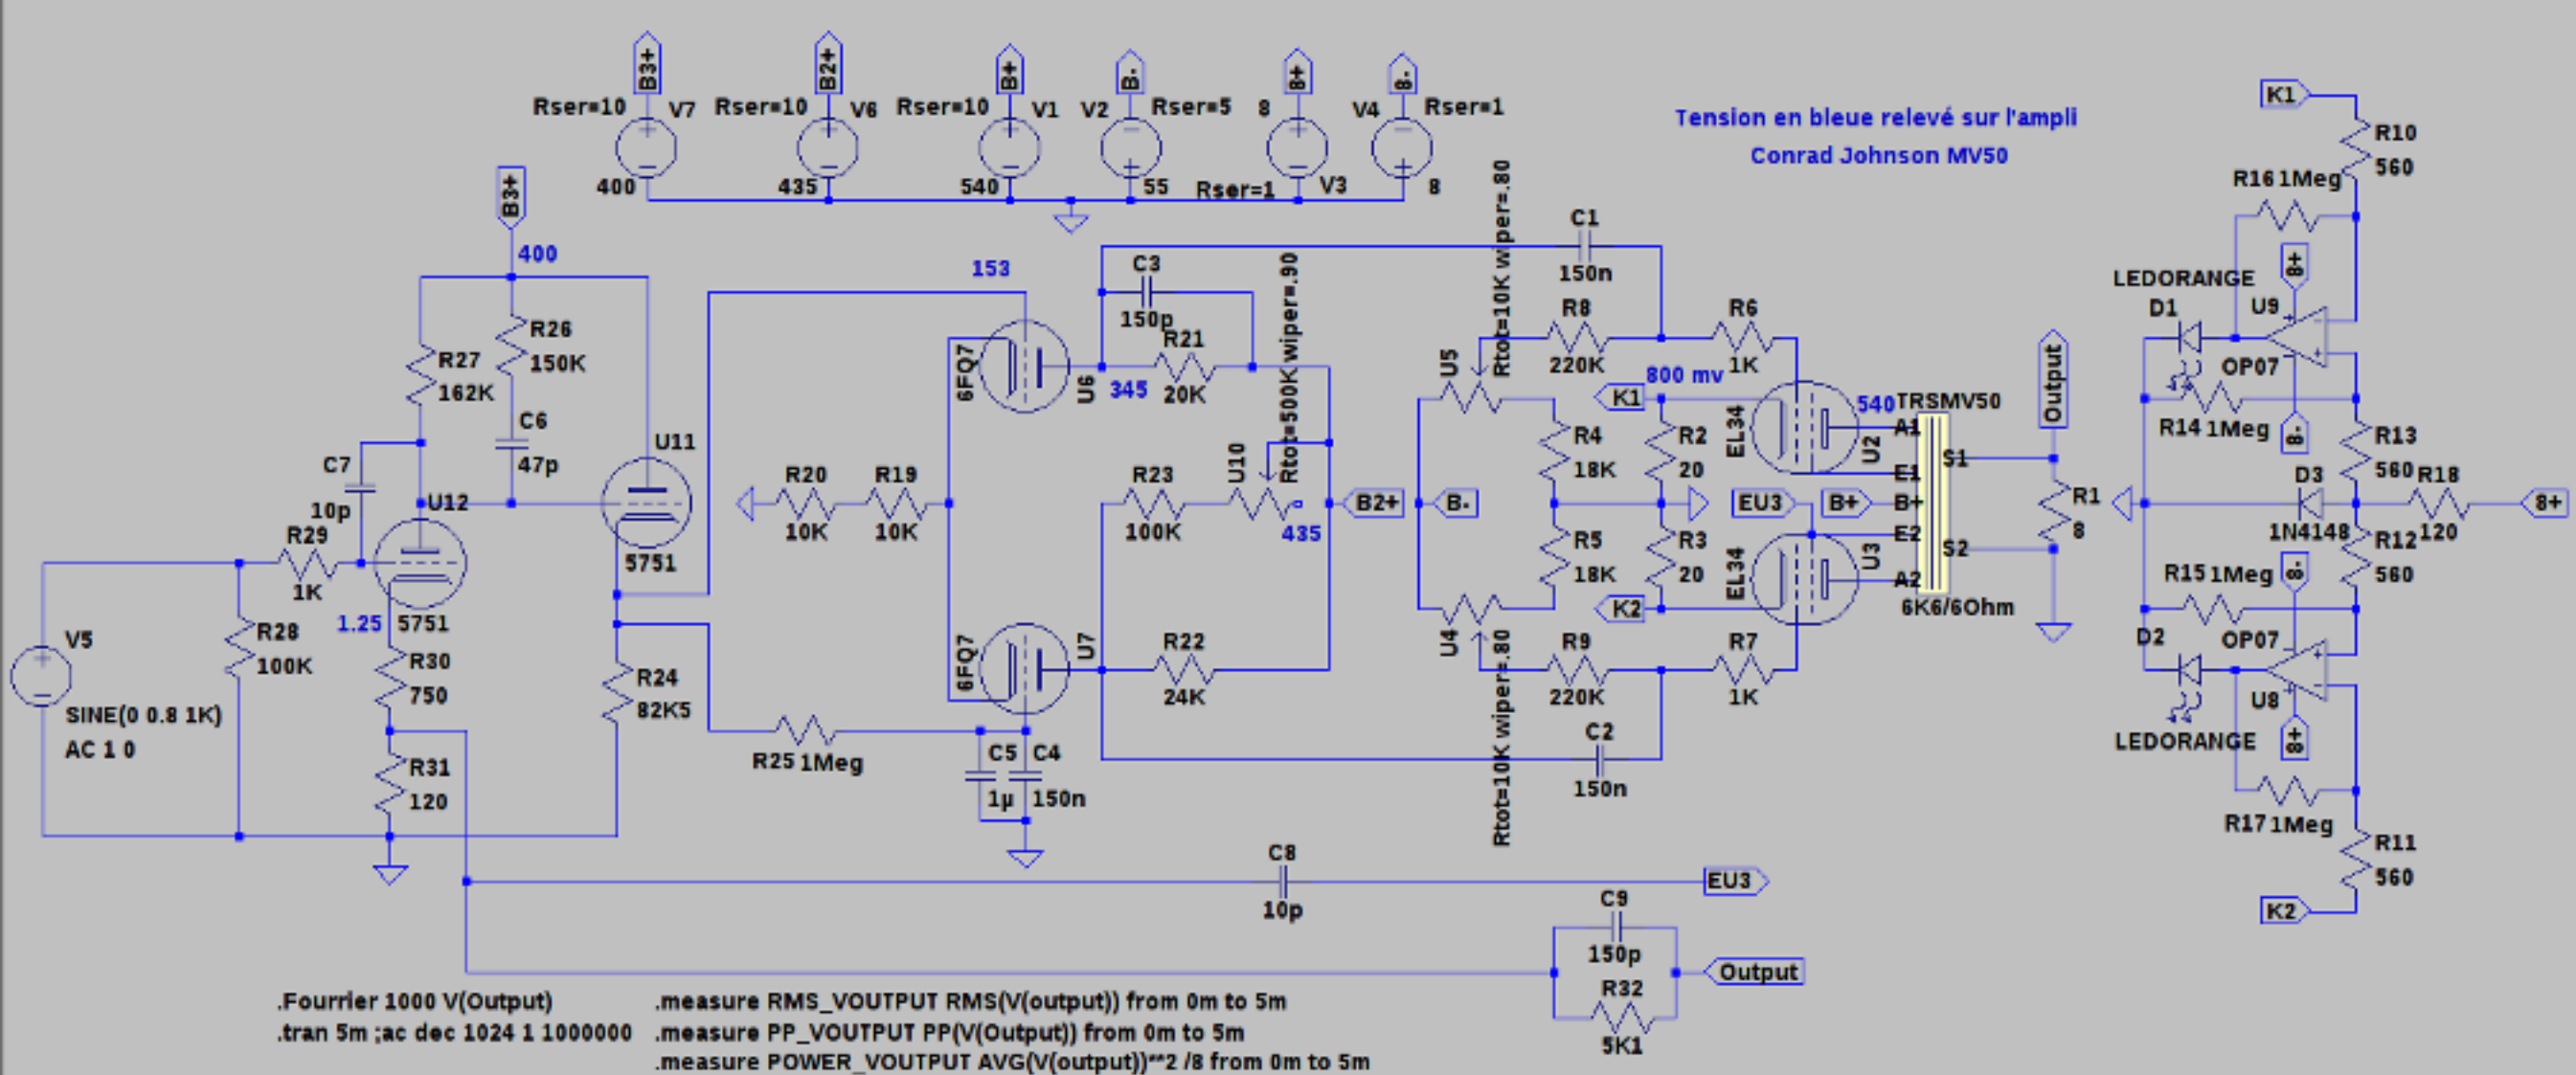 B3+
B2+
B+
B-
8+
8-
Rser=10
V7
Rser=10
V6
Rser=10
V1
V2
Rser=5
8
V4
Rser=1
400
435
540
55
Rser=1
V3
8
Tension en bleue relevé sur l'ampli
Conrad Johnson MV50
B3+
400
R27
162K
R26
150K
C6
47p
C7
10p
U12
U11
5751
R29
1K
1.25
5751
V5
SINE(0 0.8 1K)
AC 1 0
R28
100K
R30
750
R31
120
R24
82K5
153
C3
150p
R21
20K
6FQ7
U6
345
Rtot=500K wiper=.90
R20
10K
R19
10K
R23
100K
U10
435
B2+
6FQ7
U7
R22
24K
R25 1Meg
C5
1µ
C4
150n
C1
150n
Rtot=10K wiper=.80
U5
R8
220K
R6
1K
800 mv
K1
R4
18K
R2
20
B-
R5
18K
R3
20
K2
U4
R9
220K
R7
1K
Rtot=10K wiper=.80
C2
150n
EL34
U2
540
TRSMV50
A1
E1
B+
E2
A2
S1
S2
EU3
B+
EL34
U3
6K6/6Ohm
Output
R1
8
K1
R10
560
R16 1Meg
8+
LEDORANGE
D1
U9
OP07
R14 1Meg
8-
R13
560
D3
1N4148
R18
120
8+
R12
560
R15 1Meg
8-
D2
OP07
U8
LEDORANGE
8+
R17 1Meg
R11
560
K2
C8
10p
EU3
C9
150p
Output
R32
5K1
.Fourrier 1000 V(Output)
.tran 5m ;ac dec 1024 1 1000000
.measure RMS_VOUTPUT RMS(V(output)) from 0m to 5m
.measure PP_VOUTPUT PP(V(Output)) from 0m to 5m
.measure POWER_VOUTPUT AVG(V(output))**2 /8 from 0m to 5m